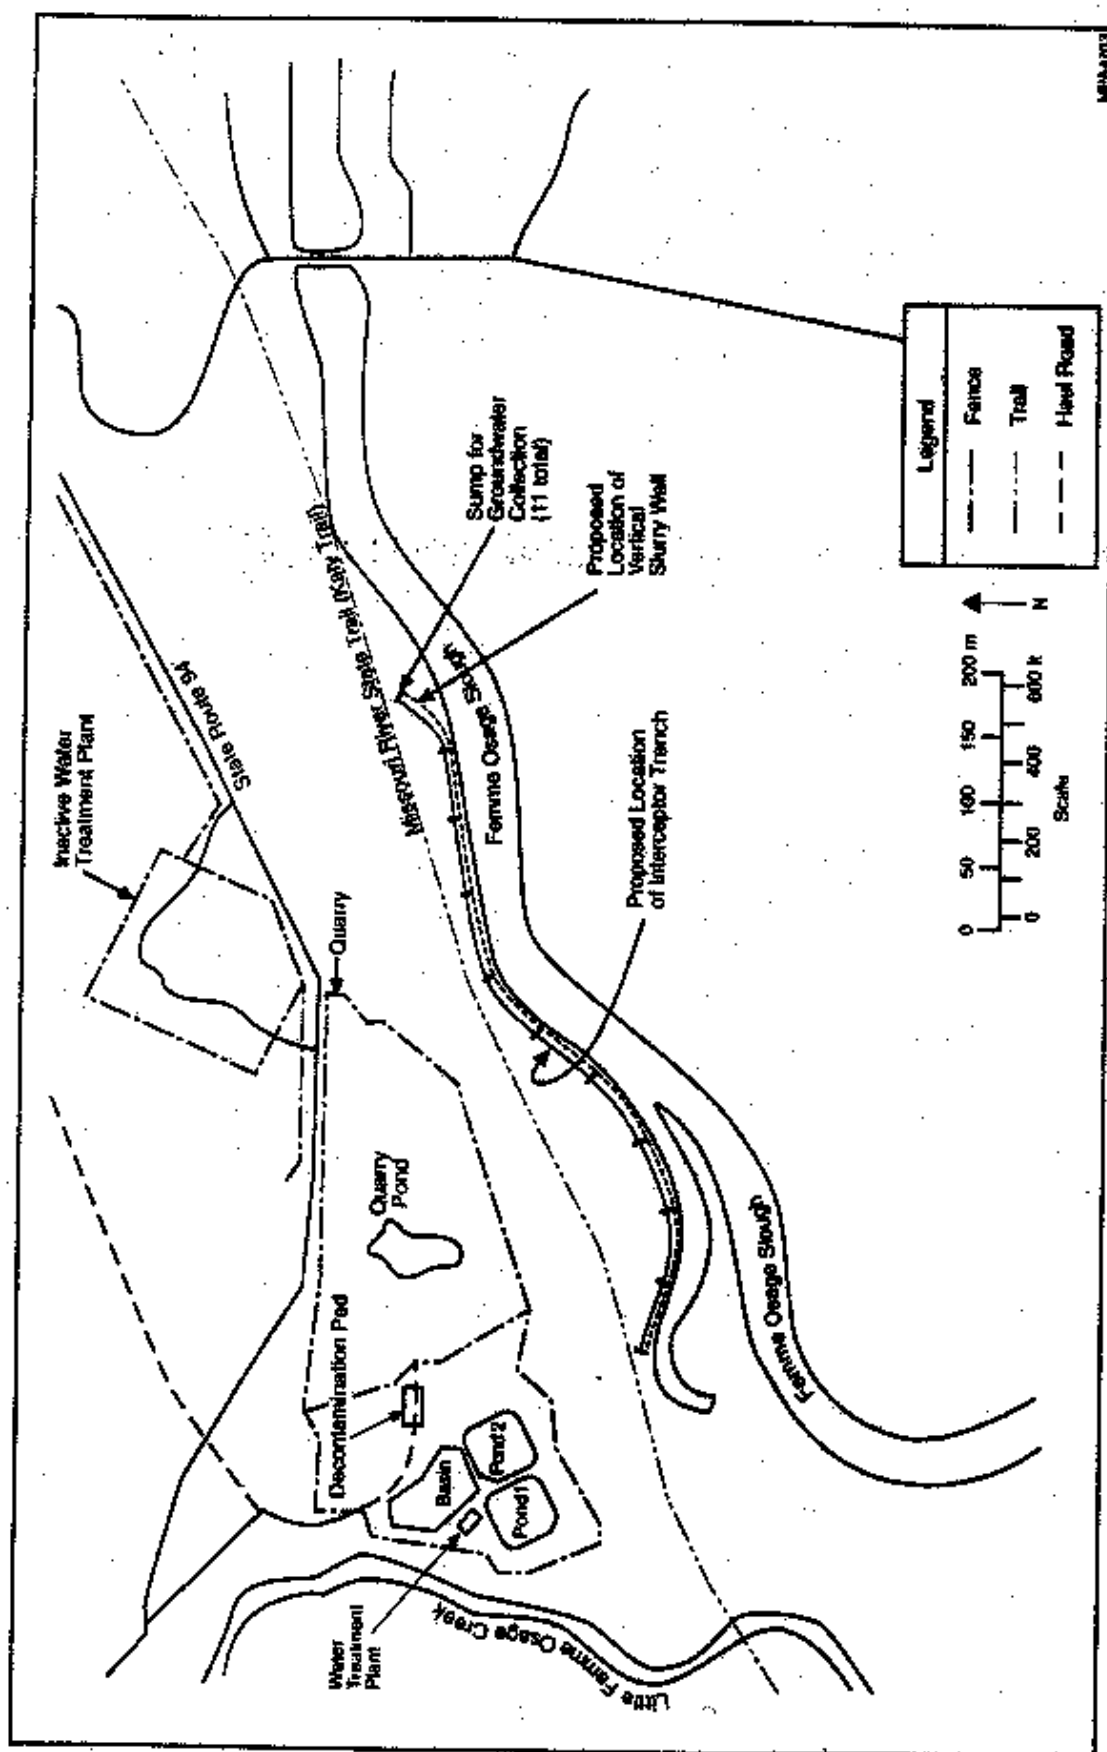 Inactive Water
Treatment Plant
State Route 94
Quarry
Missouri River State Trail (Katy Trail)
Sump for
Groundwater
Collection
(11 total)
Proposed
Location of
Vertical
Slurry Wall
Femme Osage Slough
Proposed Location
of Interceptor Trench
Quarry
Pond
Decontamination Pad
Basin
Pond 2
Pond 1
Water
Treatment
Plant
Little Femme Osage Creek
Femme Osage Slough
0 50 100 150 200 m
0 200 400 600 ft
Scale
N
Legend
Fence
Trail
Haul Road